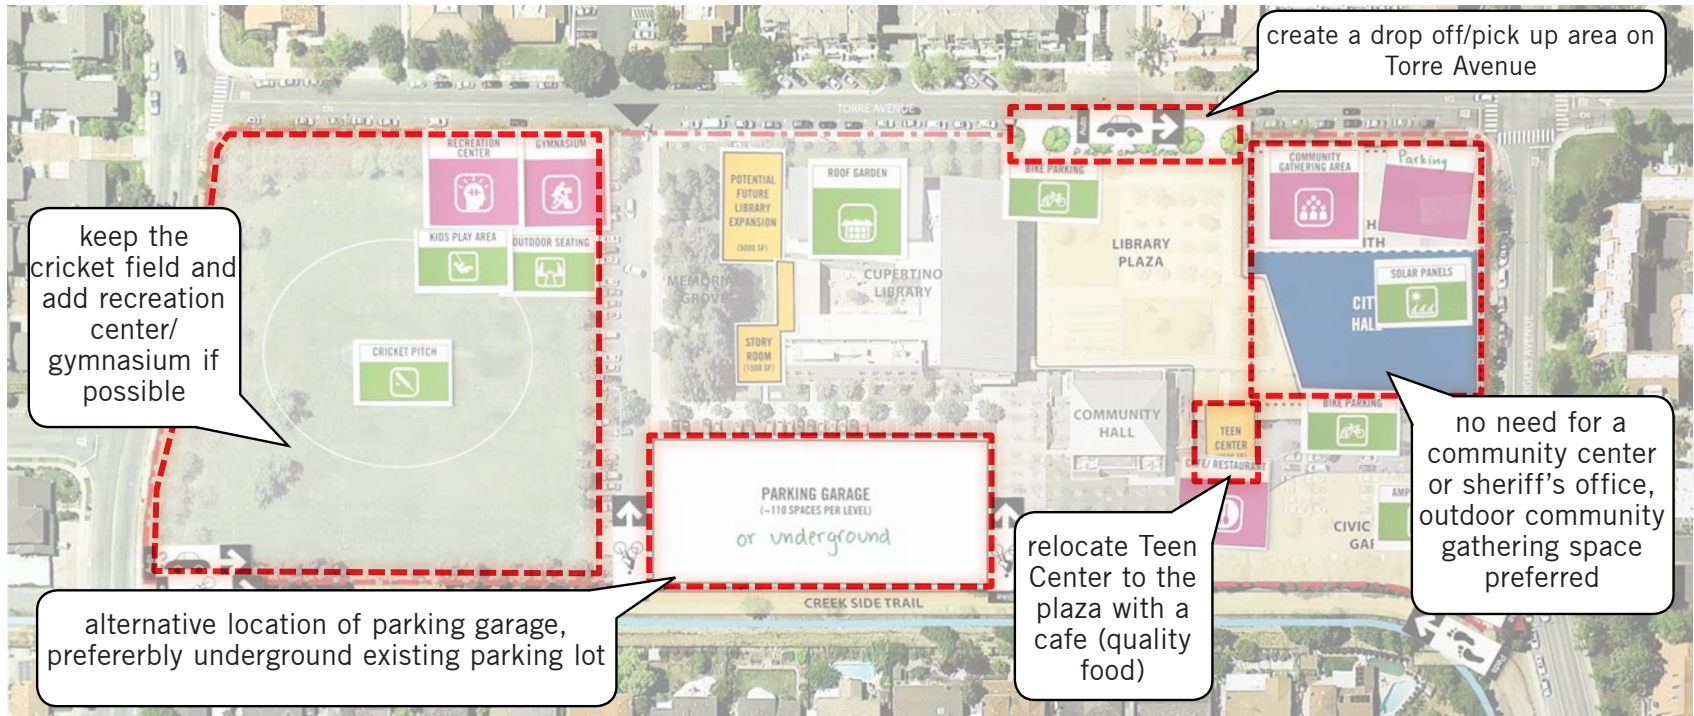 create a drop off/pick up area on
Torre Avenue
TORRE AVENUE
Auto
RECREATION
CENTER
GYMNASIUM
KIDS PLAY AREA
OUTDOOR SEATING
CRICKET PITCH
keep the
cricket field and
add recreation
center/
gymnasium if
possible
POTENTIAL
FUTURE
LIBRARY
EXPANSION
(5000 SF)
ROOF GARDEN
BIKE PARKING
COMMUNITY
GATHERING AREA
Parking
LIBRARY
PLAZA
CUPERTINO
LIBRARY
STORY
ROOM
(1500 SF)
SOLAR PANELS
COMMUNITY
HALL
TEEN
CENTER
BIKE PARKING
CAFE/ RESTAURANT
PARKING GARAGE
(~110 SPACES PER LEVEL)
or underground
CREEK SIDE TRAIL
no need for a
community center
or sheriff's office,
outdoor community
gathering space
preferred
relocate Teen
Center to the
plaza with a
cafe (quality
food)
alternative location of parking garage,
prefererbly underground existing parking lot